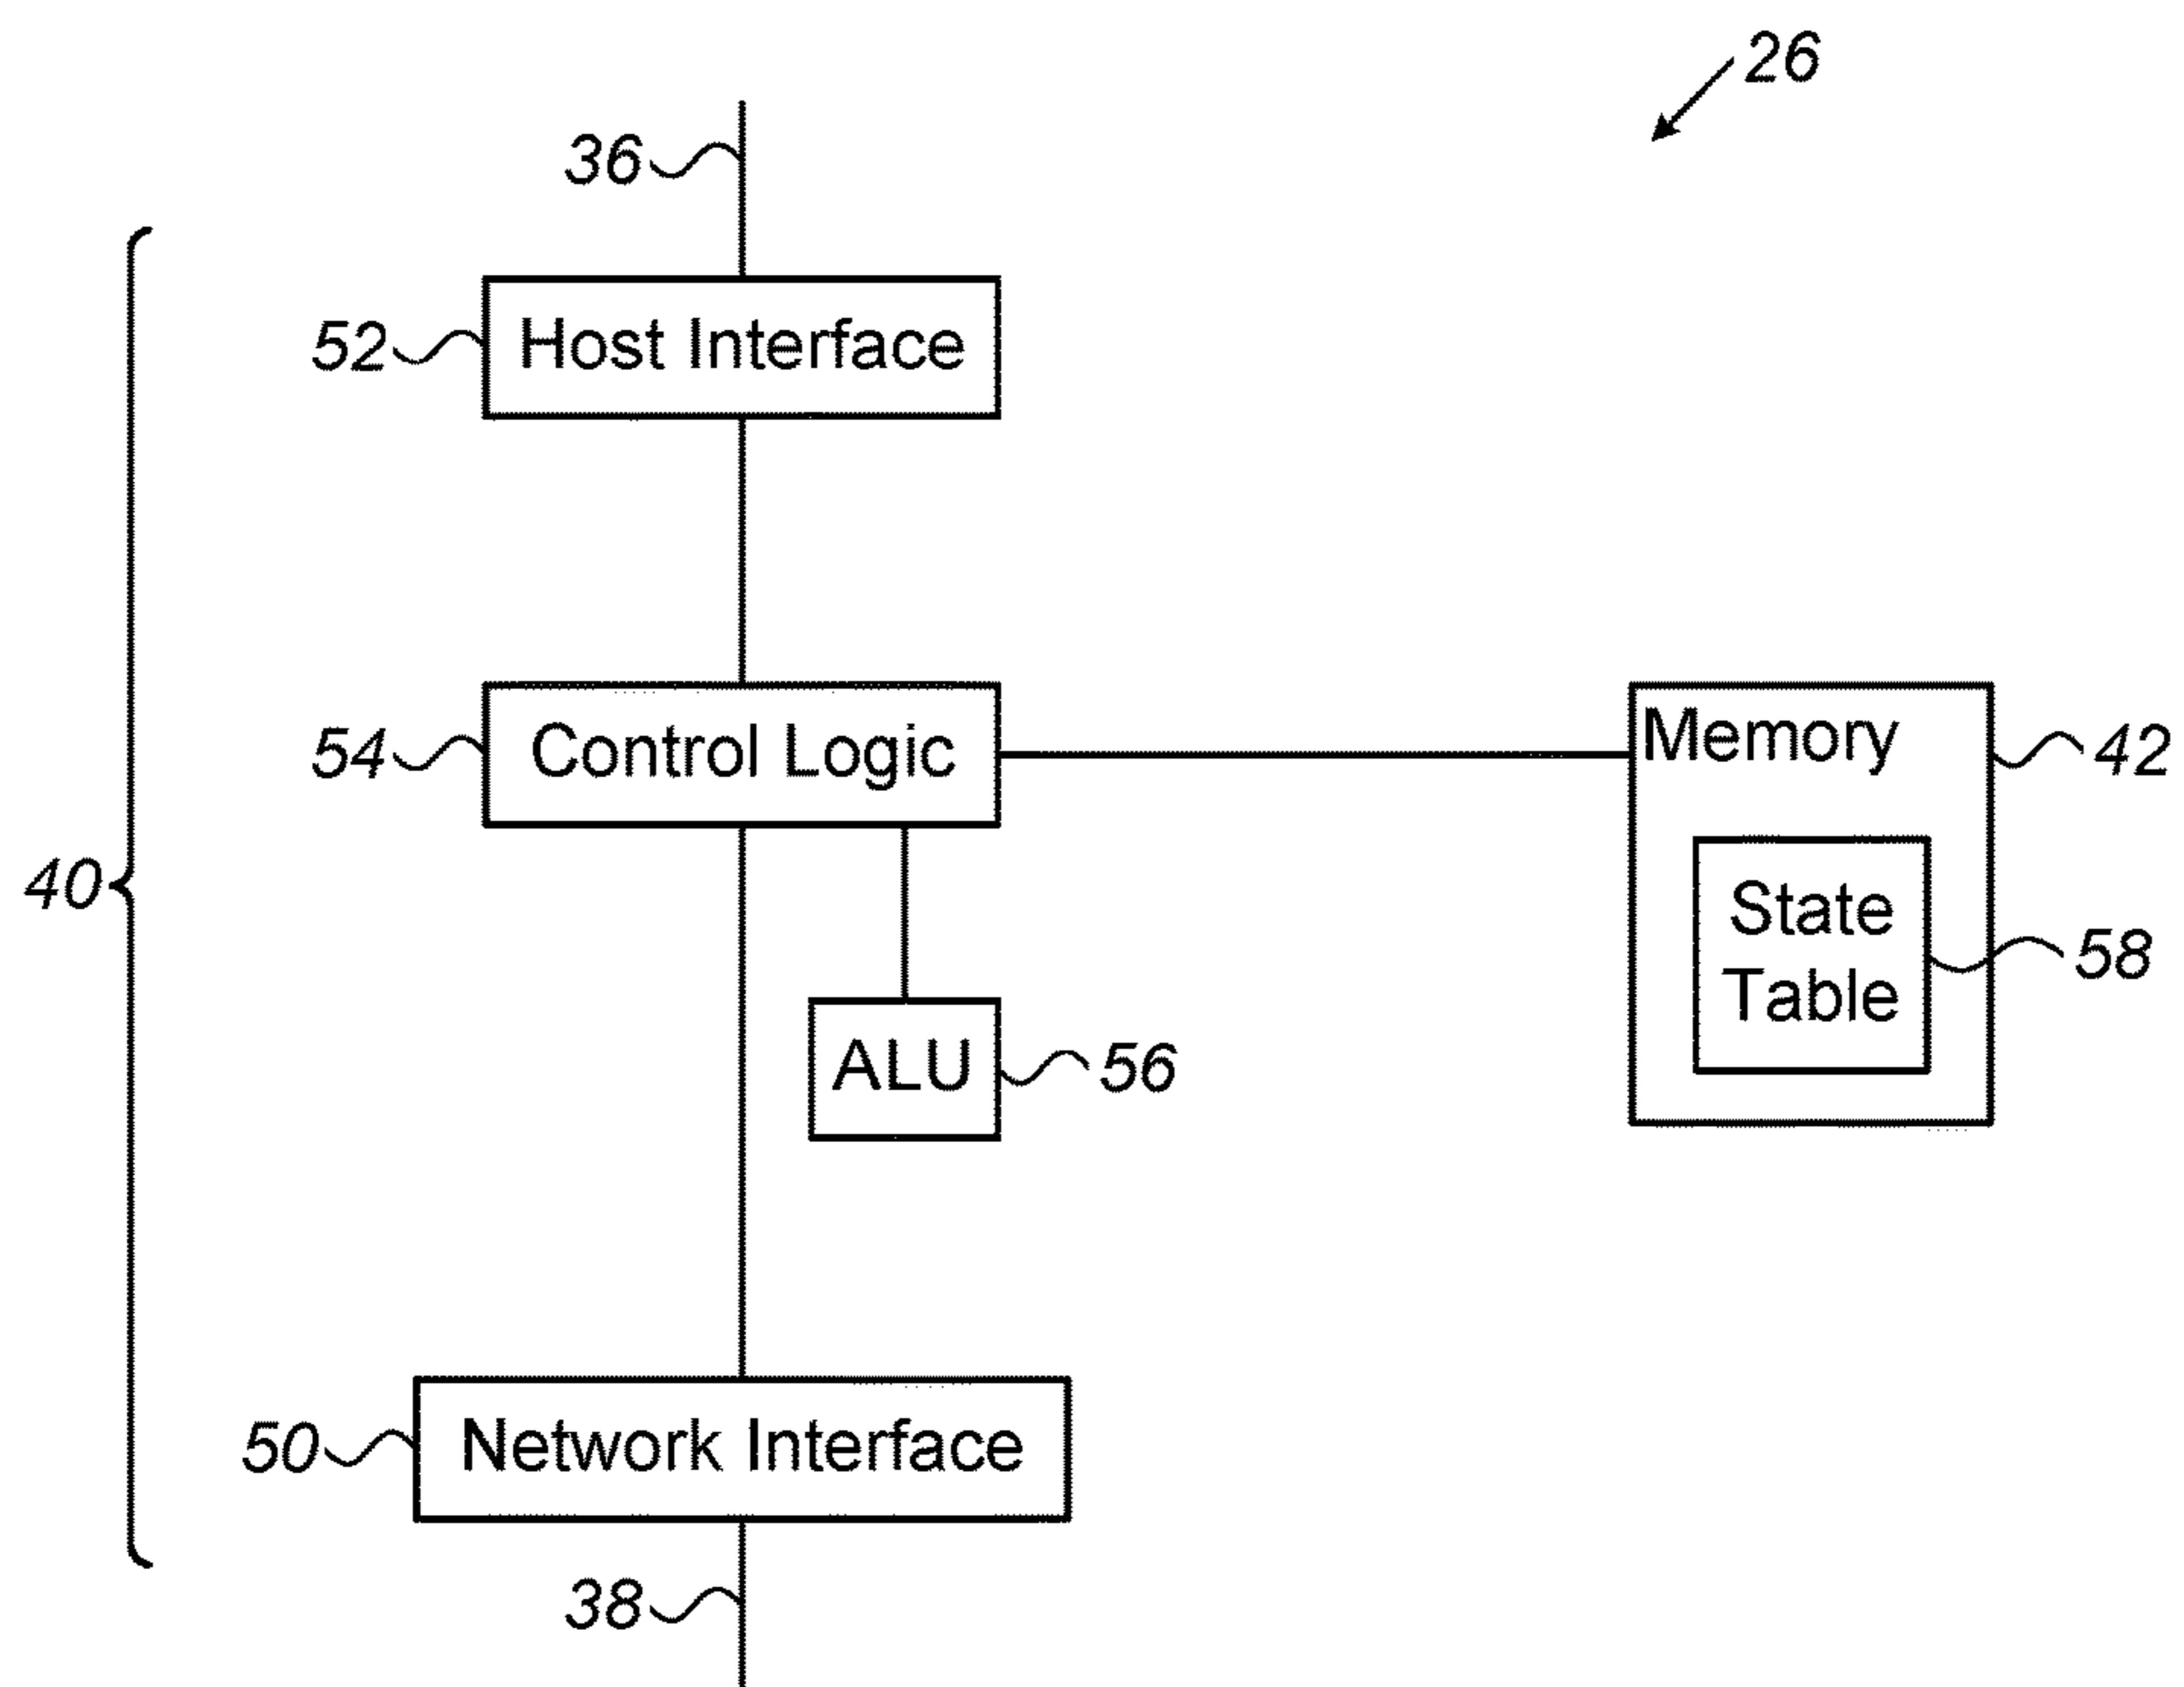 26
36
52 Host Interface
54 Control Logic
Memory 42
40
State
Table
58
ALU 56
50 Network Interface
38